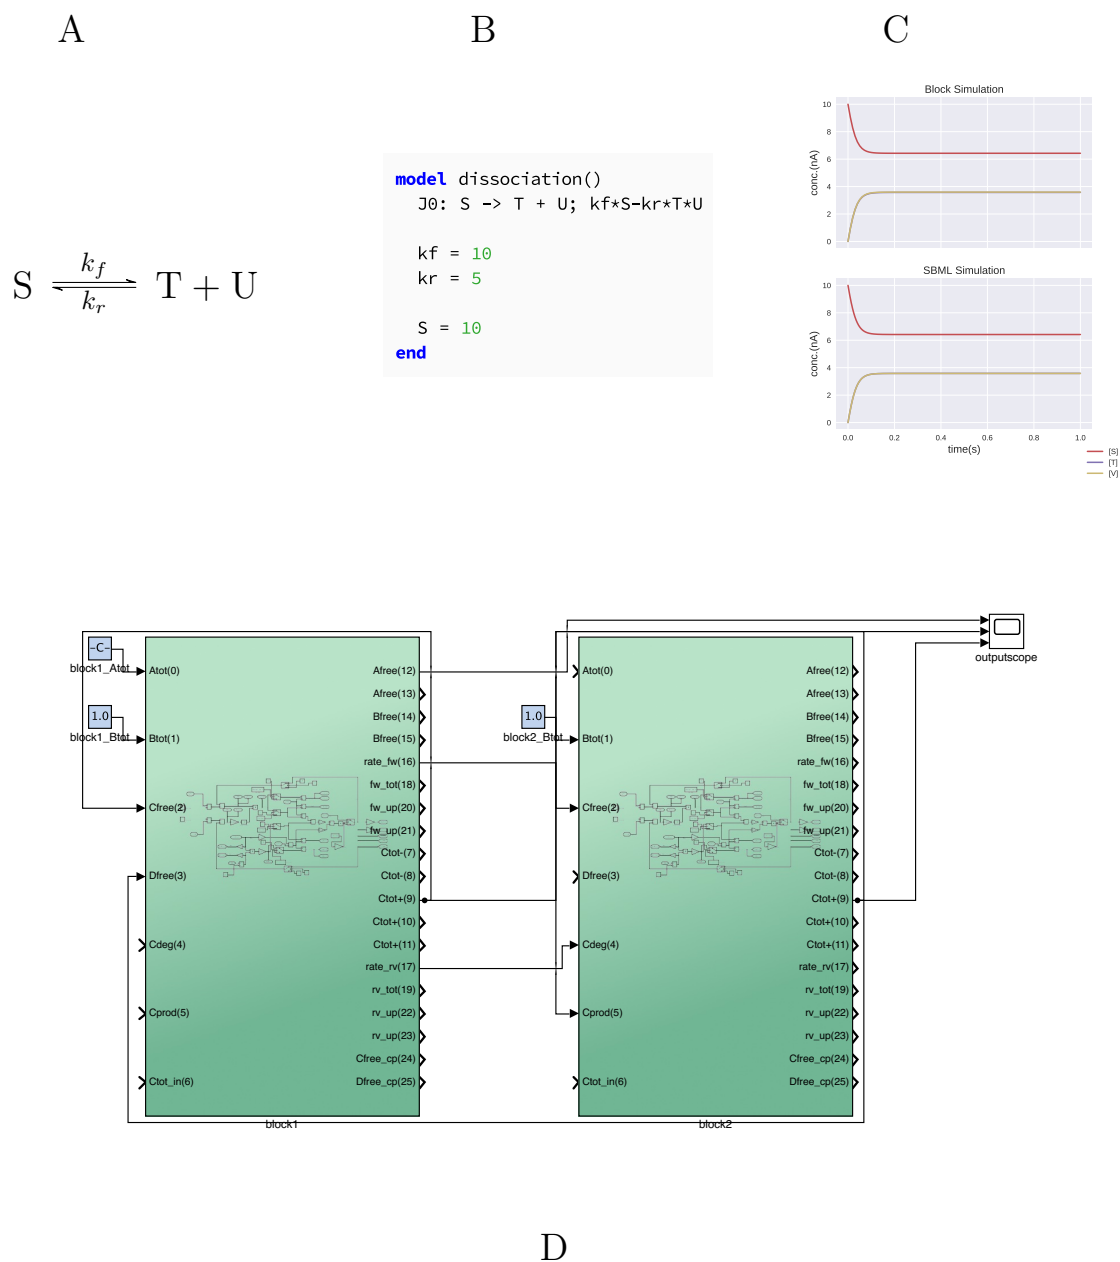 A
B
C
S k_f k_r T + U
model dissociation()
J0: S -> T + U; kf*S-kr*T*U
kf = 10
kr = 5
S = 10
end
Block Simulation
conc.(nA)
10
8
6
4
2
0
SBML Simulation
conc.(nA)
10
8
6
4
2
0
0.0 0.2 0.4 0.6 0.8 1.0
time(s)
[S]
[T]
[V]
-C-
block1_Atot
1.0
block1_Btot
Atot(0)
Btot(1)
Cfree(2)
Dfree(3)
Cdeg(4)
Cprod(5)
Ctot_in(6)
Afree(12)
Afree(13)
Bfree(14)
Bfree(15)
rate_fw(16)
fw_tot(18)
fw_up(20)
fw_up(21)
Ctot-(7)
Ctot-(8)
Ctot+(9)
Ctot+(10)
Ctot+(11)
rate_rv(17)
rv_tot(19)
rv_up(22)
rv_up(23)
Cfree_cp(24)
Dfree_cp(25)
block1
1.0
block2_Btot
Atot(0)
Btot(1)
Cfree(2)
Dfree(3)
Cdeg(4)
Cprod(5)
Ctot_in(6)
Afree(12)
Afree(13)
Bfree(14)
Bfree(15)
rate_fw(16)
fw_tot(18)
fw_up(20)
fw_up(21)
Ctot-(7)
Ctot-(8)
Ctot+(9)
Ctot+(10)
Ctot+(11)
rate_rv(17)
rv_tot(19)
rv_up(22)
rv_up(23)
Cfree_cp(24)
Dfree_cp(25)
block2
outputscope
D